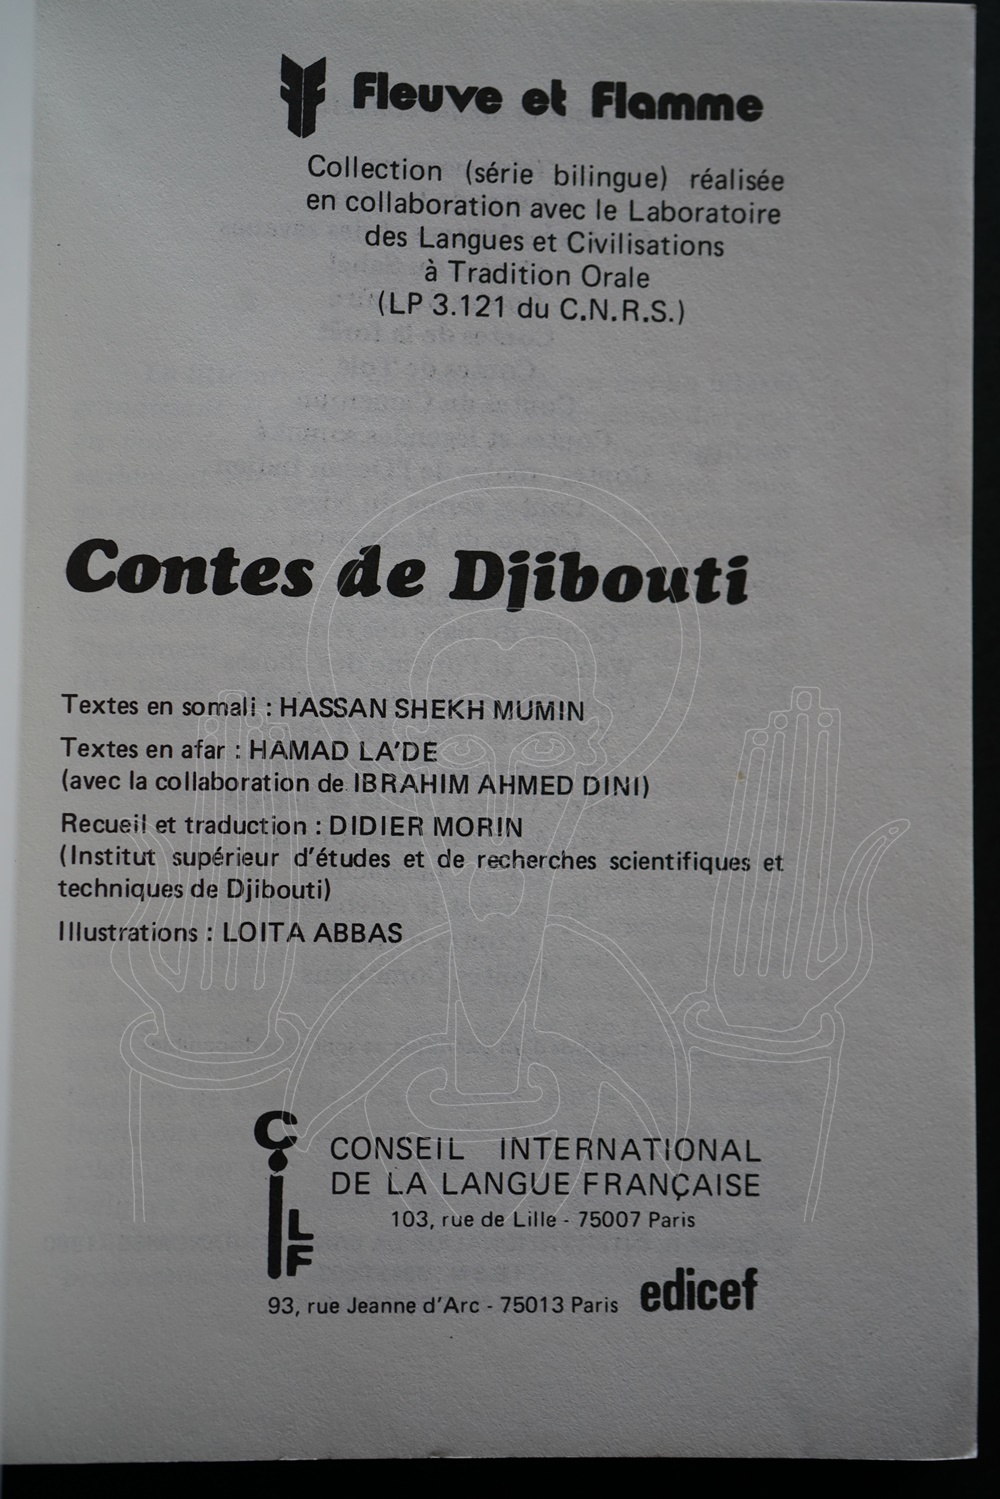 Fleuve et Flamme
Collection (série bilingue) réalisée
en collaboration avec le Laboratoire
des Langues et Civilisations
à Tradition Orale
(LP 3.121 du C.N.R.S.)
Contes de Djibouti
Textes en somali : HASSAN SHEKH MUMIN
Textes en afar : HAMAD LA'DE
(avec la collaboration de IBRAHIM AHMED DINI)
Recueil et traduction : DIDIER MORIN
(Institut supérieur d'études et de recherches scientifiques et
techniques de Djibouti)
Illustrations : LOITA ABBAS
CILF
CONSEIL INTERNATIONAL
DE LA LANGUE FRANÇAISE
103, rue de Lille - 75007 Paris
93, rue Jeanne d'Arc - 75013 Paris edicef